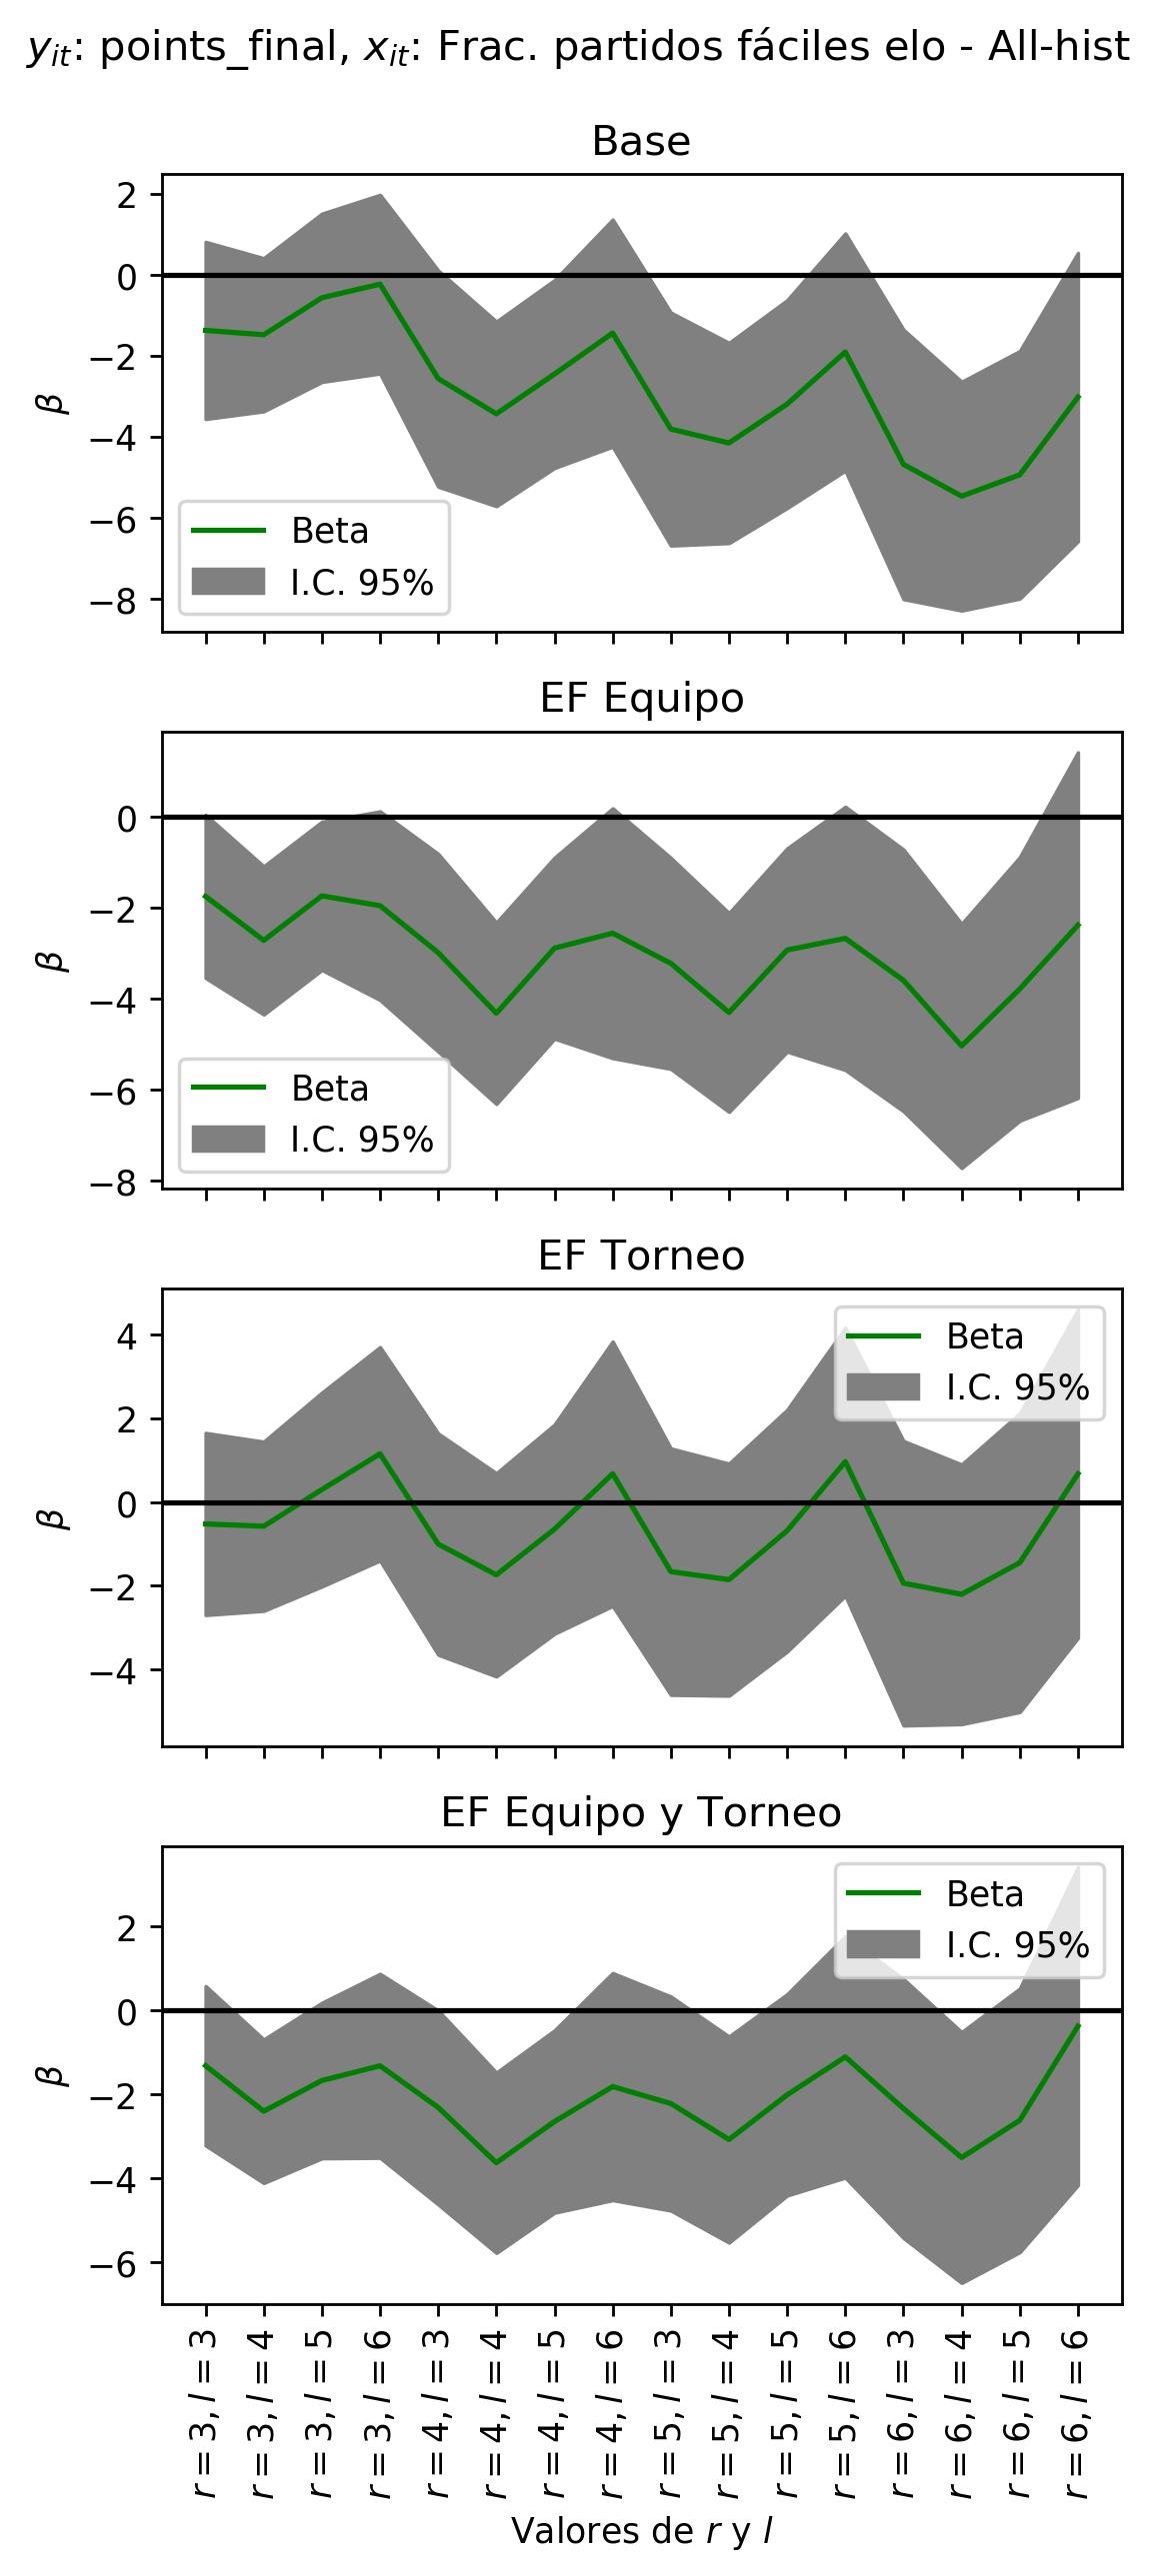 y_{it}: points_final, x_{it}: Frac. partidos fáciles elo - All-hist
Base
2
0
−2
−4
−6
−8
β
Beta
I.C. 95%
EF Equipo
0
−2
−4
−6
−8
β
Beta
I.C. 95%
EF Torneo
4
2
0
−2
−4
β
Beta
I.C. 95%
EF Equipo y Torneo
2
0
−2
−4
−6
β
Beta
I.C. 95%
r = 3, l = 3
r = 3, l = 4
r = 3, l = 5
r = 3, l = 6
r = 4, l = 3
r = 4, l = 4
r = 4, l = 5
r = 4, l = 6
r = 5, l = 3
r = 5, l = 4
r = 5, l = 5
r = 5, l = 6
r = 6, l = 3
r = 6, l = 4
r = 6, l = 5
r = 6, l = 6
Valores de r y l